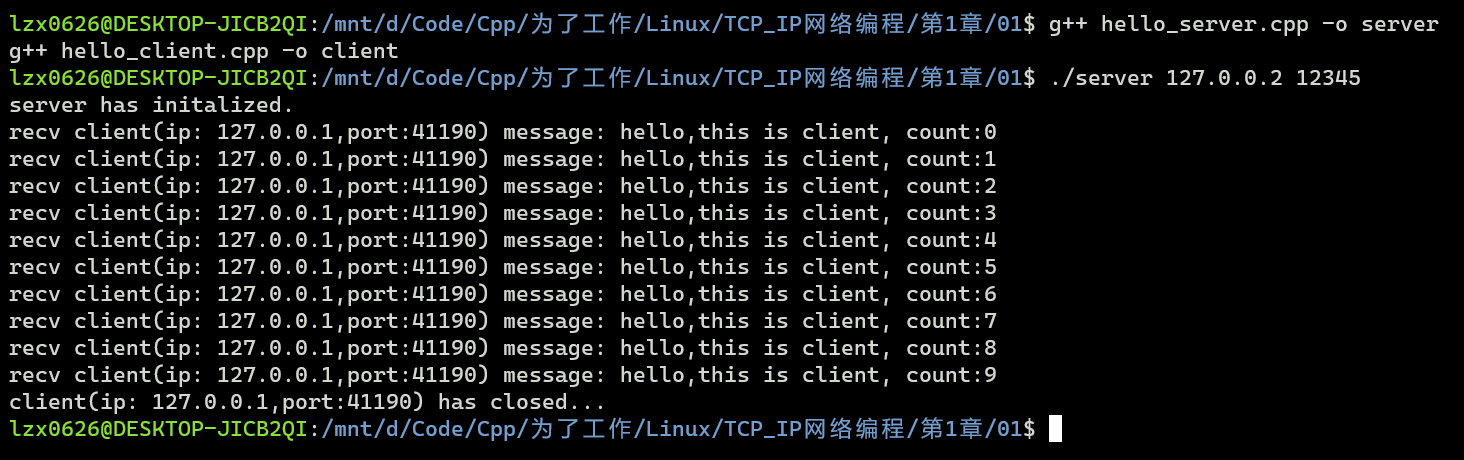 lzx0626@DESKTOP-JICB2QI:/mnt/d/Code/Cpp/为了工作/Linux/TCP_IP网络编程/第1章/01$ g++ hello_server.cpp -o server
g++ hello_client.cpp -o client
lzx0626@DESKTOP-JICB2QI:/mnt/d/Code/Cpp/为了工作/Linux/TCP_IP网络编程/第1章/01$ ./server 127.0.0.2 12345
server has initalized.
recv client(ip: 127.0.0.1,port:41190) message: hello,this is client, count:0
recv client(ip: 127.0.0.1,port:41190) message: hello,this is client, count:1
recv client(ip: 127.0.0.1,port:41190) message: hello,this is client, count:2
recv client(ip: 127.0.0.1,port:41190) message: hello,this is client, count:3
recv client(ip: 127.0.0.1,port:41190) message: hello,this is client, count:4
recv client(ip: 127.0.0.1,port:41190) message: hello,this is client, count:5
recv client(ip: 127.0.0.1,port:41190) message: hello,this is client, count:6
recv client(ip: 127.0.0.1,port:41190) message: hello,this is client, count:7
recv client(ip: 127.0.0.1,port:41190) message: hello,this is client, count:8
recv client(ip: 127.0.0.1,port:41190) message: hello,this is client, count:9
client(ip: 127.0.0.1,port:41190) has closed...
lzx0626@DESKTOP-JICB2QI:/mnt/d/Code/Cpp/为了工作/Linux/TCP_IP网络编程/第1章/01$